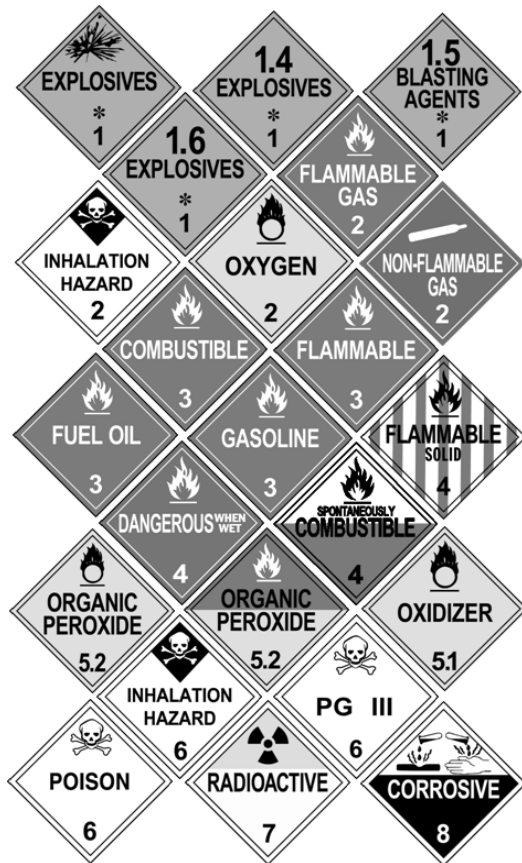 EXPLOSIVES
*
1
1.4
EXPLOSIVES
*
1
1.5
BLASTING
AGENTS
*
1
1.6
EXPLOSIVES
*
1
FLAMMABLE
GAS
2
INHALATION
HAZARD
2
OXYGEN
2
NON-FLAMMABLE
GAS
2
COMBUSTIBLE
3
FLAMMABLE
3
FUEL OIL
3
GASOLINE
3
FLAMMABLE
SOLID
4
DANGEROUS WHEN
WET
4
SPONTANEOUSLY
COMBUSTIBLE
4
ORGANIC
PEROXIDE
5.2
ORGANIC
PEROXIDE
5.2
OXIDIZER
5.1
INHALATION
HAZARD
6
PG III
6
POISON
6
RADIOACTIVE
7
CORROSIVE
8